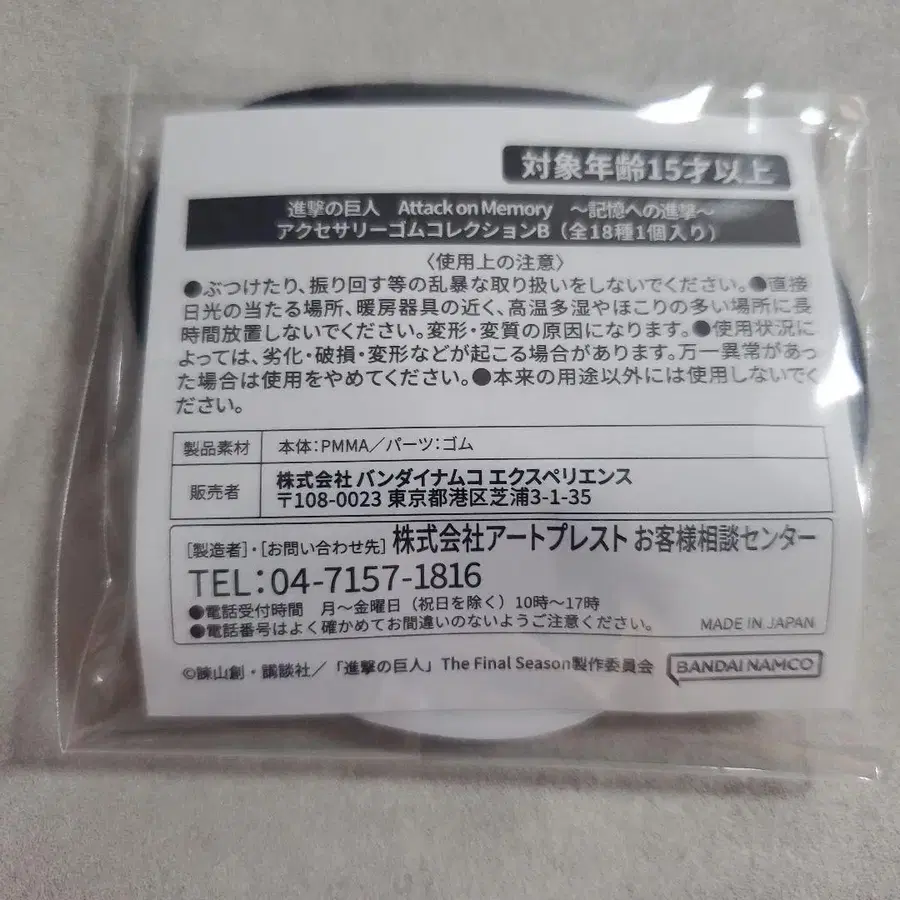 対象年齢15才以上
進撃の巨人 Attack on Memory ～記憶への進撃～
アクセサリーゴムコレクションB（全18種1個入り）
〈使用上の注意〉
●ぶつけたり、振り回す等の乱暴な取り扱いをしないでください。●直接
日光の当たる場所、暖房器具の近く、高温多湿やほこりの多い場所に長
時間放置しないでください。変形・変質の原因になります。●使用状況に
よっては、劣化・破損・変形などが起こる場合があります。万一異常があっ
た場合は使用をやめてください。●本来の用途以外には使用しないでく
ださい。
製品素材 本体：PMMA／パーツ：ゴム
販売者 株式会社 バンダイナムコ エクスペリエンス
〒108-0023 東京都港区芝浦3-1-35
［製造者］・［お問い合わせ先］ 株式会社アートプレスト お客様相談センター
TEL：04-7157-1816
●電話受付時間 月～金曜日（祝日を除く）10時～17時
●電話番号はよく確かめてお間違いのないようご注意ください。 MADE IN JAPAN
©諫山創・講談社／「進撃の巨人」The Final Season製作委員会 BANDAI NAMCO